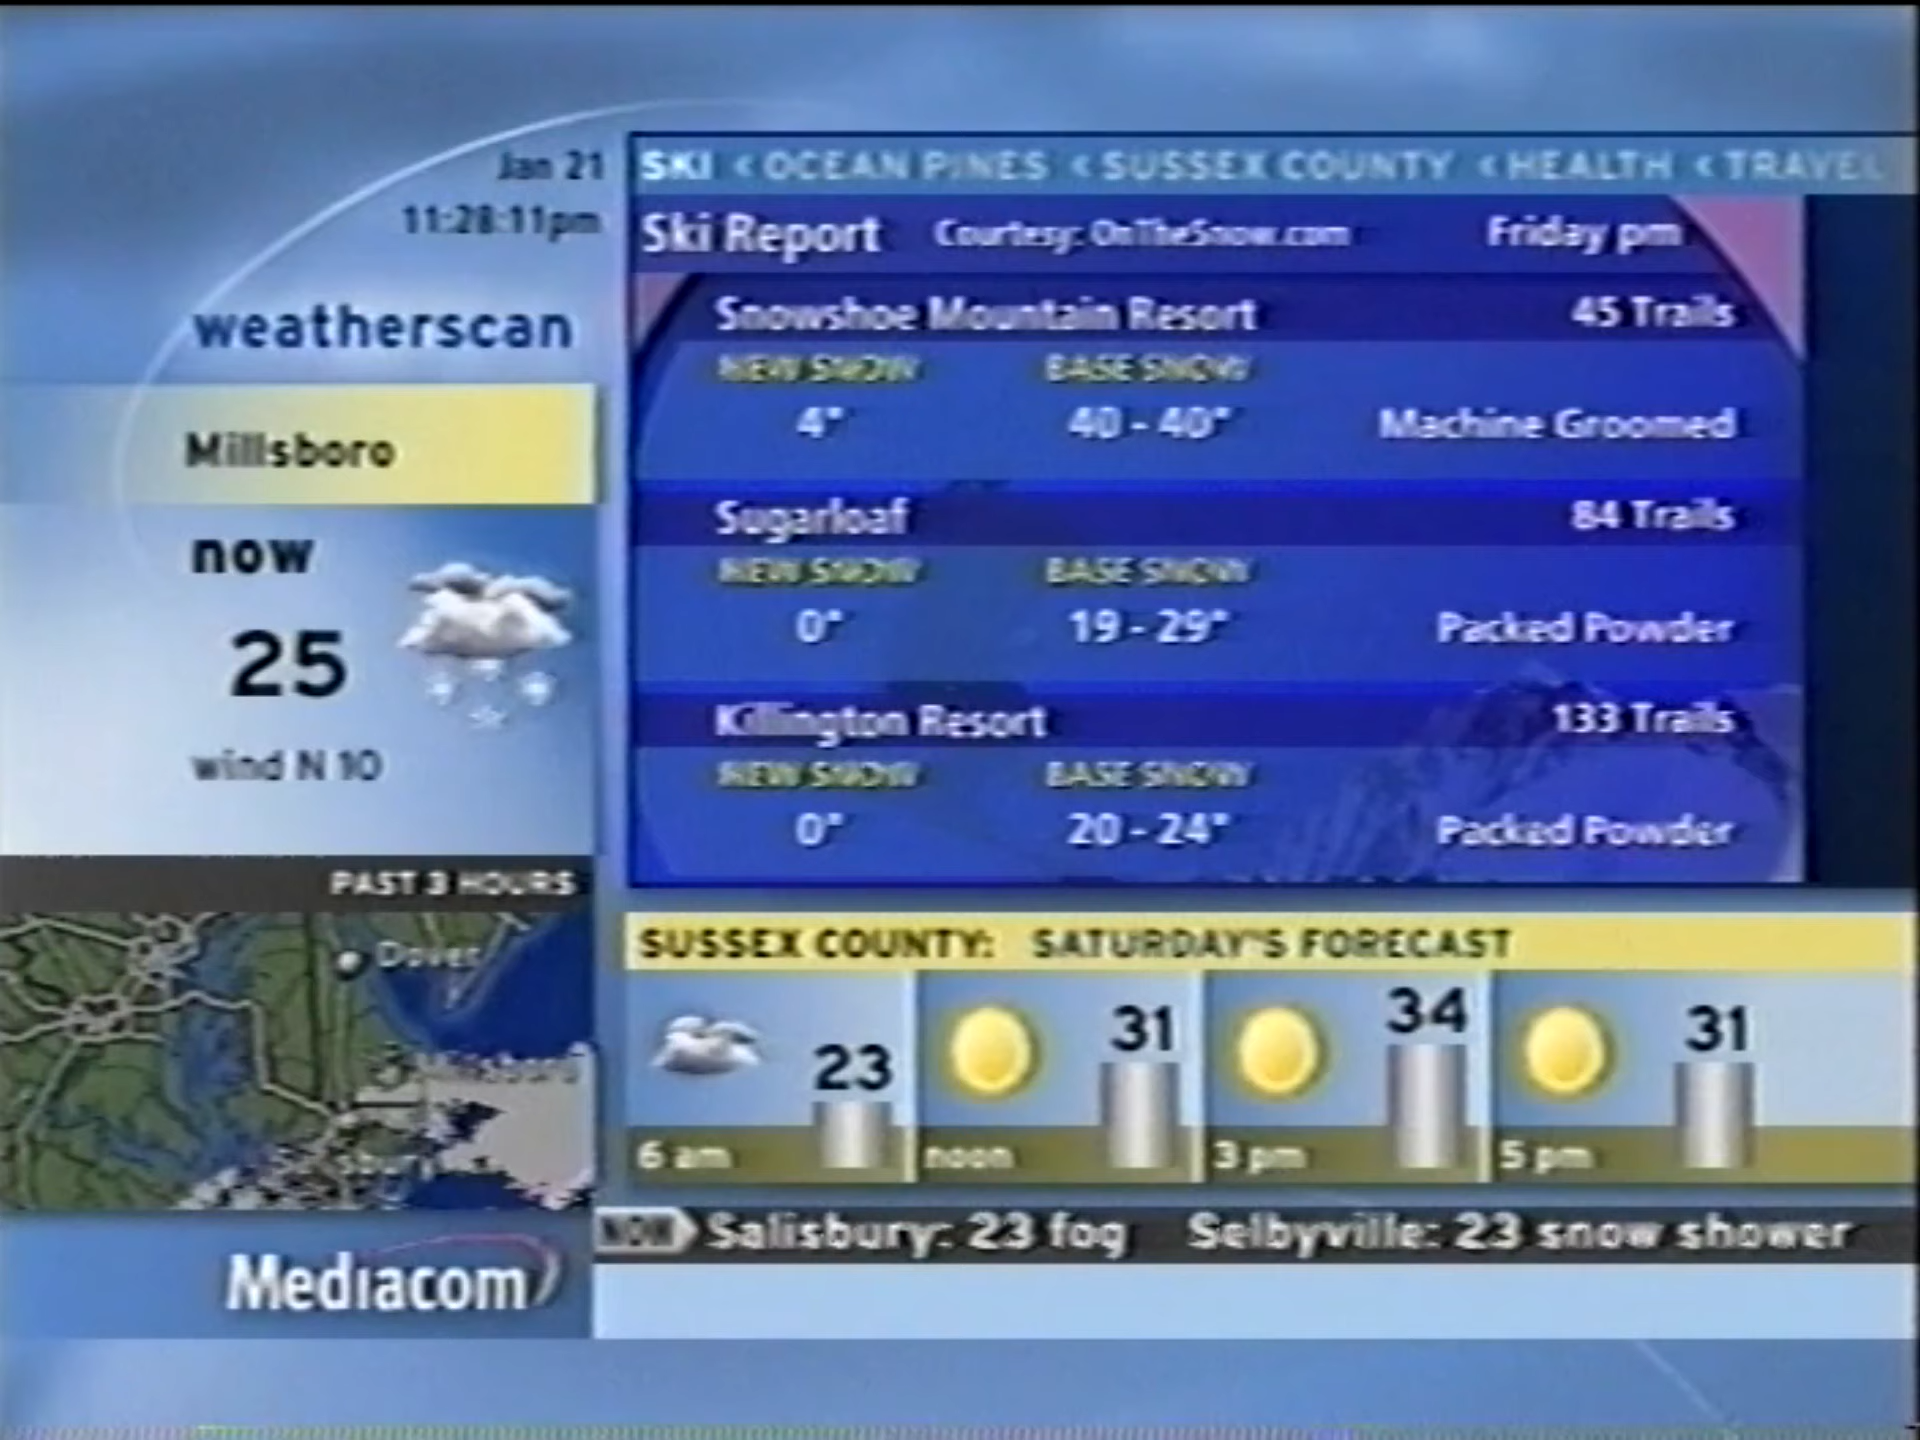 Jan 21
11:28:11pm
weatherscan
Millsboro
now
25
wind N 10
PAST 3 HOURS
Dover
Mediacom
SKI < OCEAN PINES < SUSSEX COUNTY < HEALTH < TRAVEL
Ski Report Courtesy: OnTheSnow.com Friday pm
Snowshoe Mountain Resort 45 Trails
NEW SNOW BASE SNOW
4" 40 - 40" Machine Groomed
Sugarloaf 84 Trails
NEW SNOW BASE SNOW
0" 19 - 29" Packed Powder
Killington Resort 133 Trails
NEW SNOW BASE SNOW
0" 20 - 24" Packed Powder
SUSSEX COUNTY: SATURDAY'S FORECAST
23 31 34 31
6 am noon 3 pm 5 pm
NOW Salisbury: 23 fog Selbyville: 23 snow shower